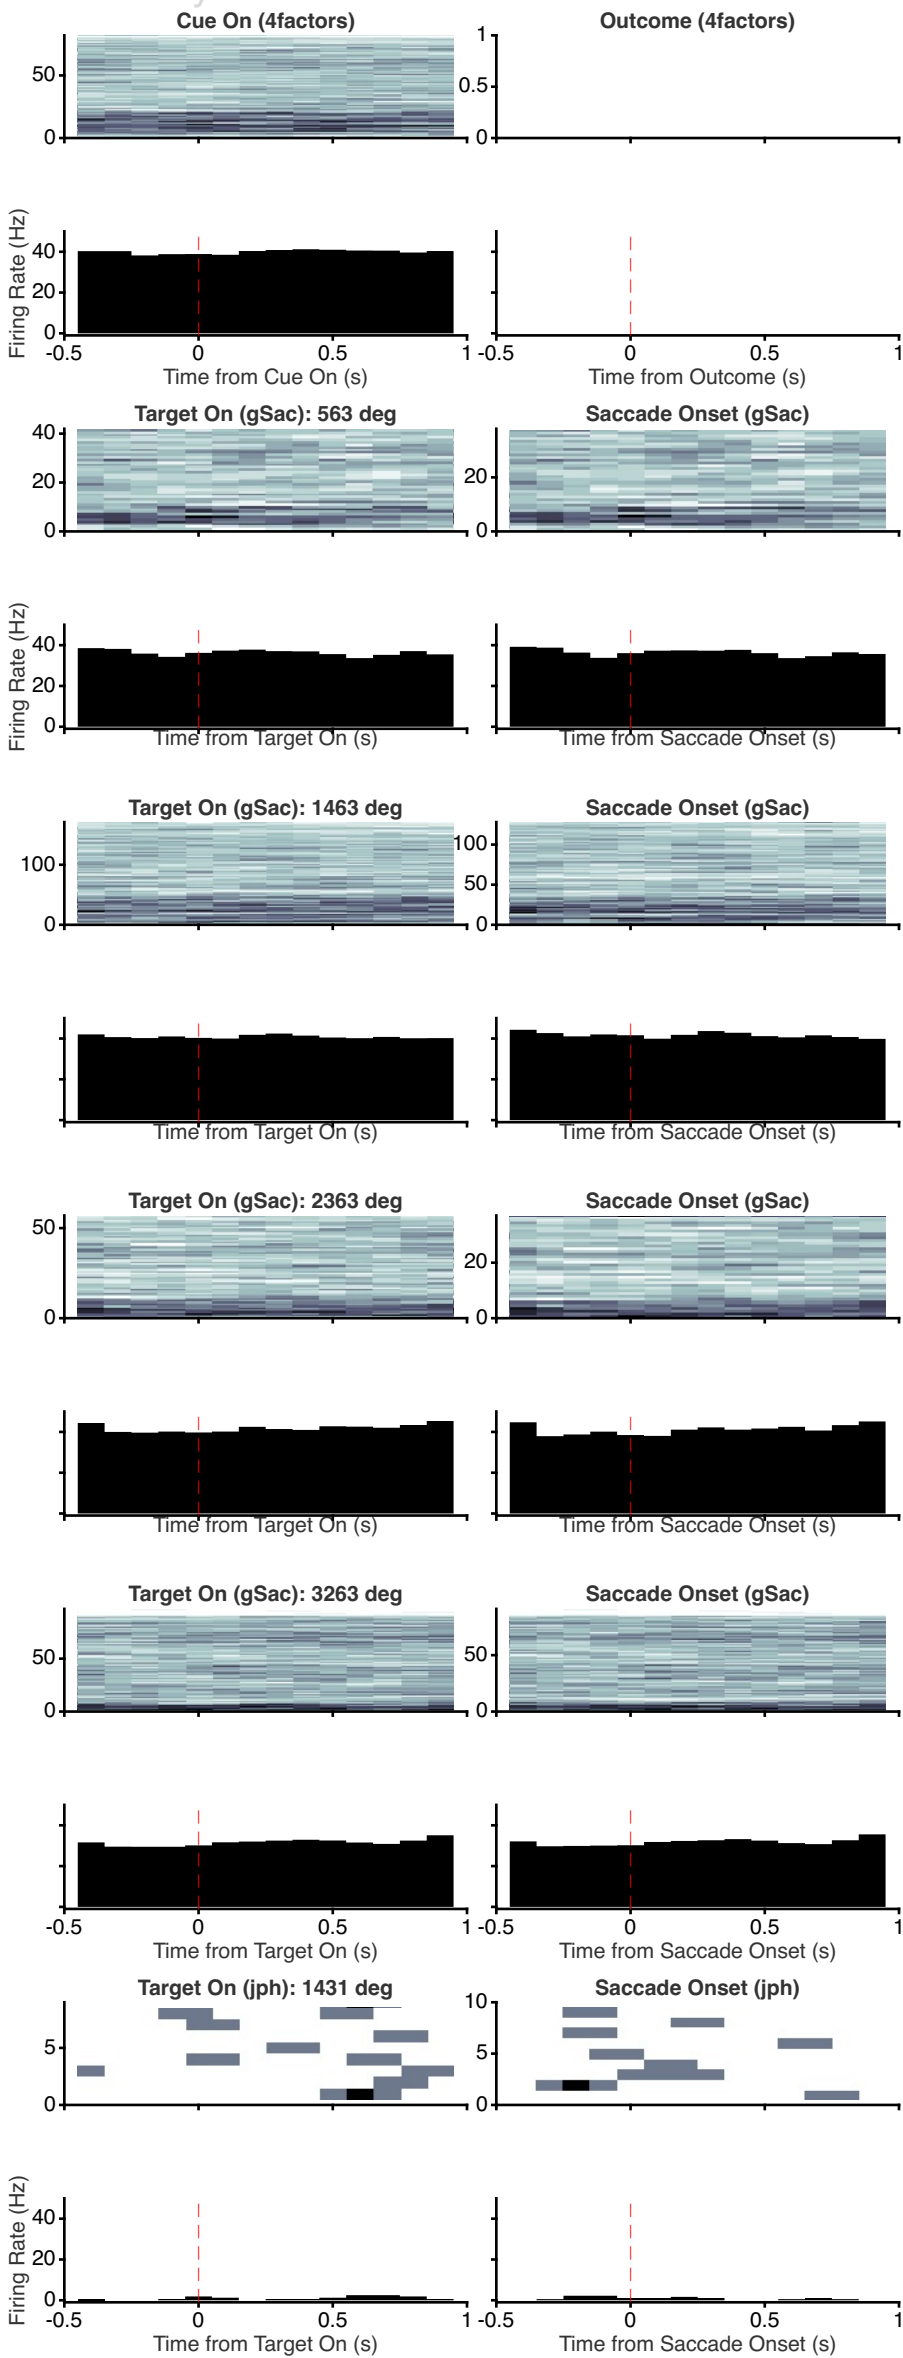 Cue On (4factors)
Outcome (4factors)
50
0
1
0.5
0
Firing Rate (Hz)
40
20
0
-0.5 0 0.5 1
-0.5 0 0.5 1
Time from Cue On (s)
Time from Outcome (s)
Target On (gSac): 563 deg
Saccade Onset (gSac)
40
20
0
20
0
Firing Rate (Hz)
40
20
0
Time from Target On (s)
Time from Saccade Onset (s)
Target On (gSac): 1463 deg
Saccade Onset (gSac)
100
0
100
50
0
Time from Target On (s)
Time from Saccade Onset (s)
Target On (gSac): 2363 deg
Saccade Onset (gSac)
50
0
20
0
Time from Target On (s)
Time from Saccade Onset (s)
Target On (gSac): 3263 deg
Saccade Onset (gSac)
50
0
50
0
-0.5 0 0.5 1
-0.5 0 0.5 1
Time from Target On (s)
Time from Saccade Onset (s)
Target On (jph): 1431 deg
Saccade Onset (jph)
5
0
10
5
0
Firing Rate (Hz)
40
20
0
-0.5 0 0.5 1
-0.5 0 0.5 1
Time from Target On (s)
Time from Saccade Onset (s)